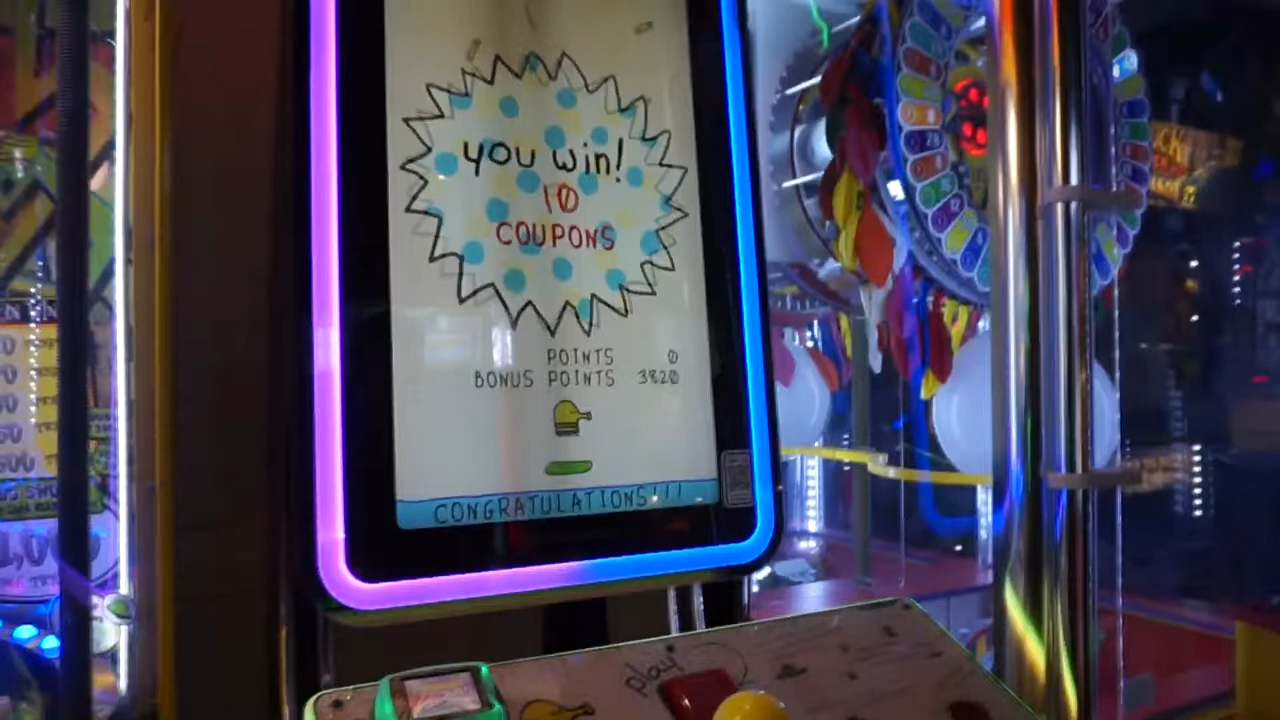 you win!
10
COUPONS
POINTS 0
BONUS POINTS 3820
CONGRATULATIONS!!!
play